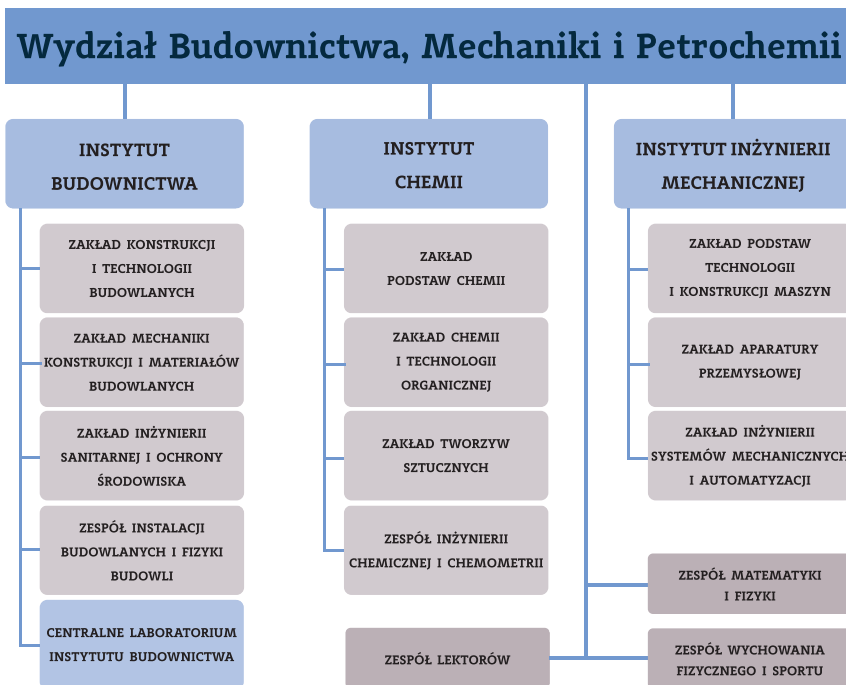 Wydział Budownictwa, Mechaniki i Petrochemii
INSTYTUT
BUDOWNICTWA
ZAKŁAD KONSTRUKCJI
I TECHNOLOGII
BUDOWLANYCH
ZAKŁAD MECHANIKI
KONSTRUKCJI I MATERIAŁÓW
BUDOWLANYCH
ZAKŁAD INŻYNIERII
SANITARNEJ I OCHRONY
ŚRODOWISKA
ZESPÓŁ INSTALACJI
BUDOWLANYCH I FIZYKI
BUDOWLI
CENTRALNE LABORATORIUM
INSTYTUTU BUDOWNICTWA
INSTYTUT
CHEMII
ZAKŁAD
PODSTAW CHEMII
ZAKŁAD CHEMII
I TECHNOLOGII
ORGANICZNEJ
ZAKŁAD TWORZYW
SZTUCZNYCH
ZESPÓŁ INŻYNIERII
CHEMICZNEJ I CHEMOMETRII
ZESPÓŁ LEKTORÓW
INSTYTUT INŻYNIERII
MECHANICZNEJ
ZAKŁAD PODSTAW
TECHNOLOGII
I KONSTRUKCJI MASZYN
ZAKŁAD APARATURY
PRZEMYSŁOWEJ
ZAKŁAD INŻYNIERII
SYSTEMÓW MECHANICZNYCH
I AUTOMATYZACJI
ZESPÓŁ MATEMATYKI
I FIZYKI
ZESPÓŁ WYCHOWANIA
FIZYCZNEGO I SPORTU